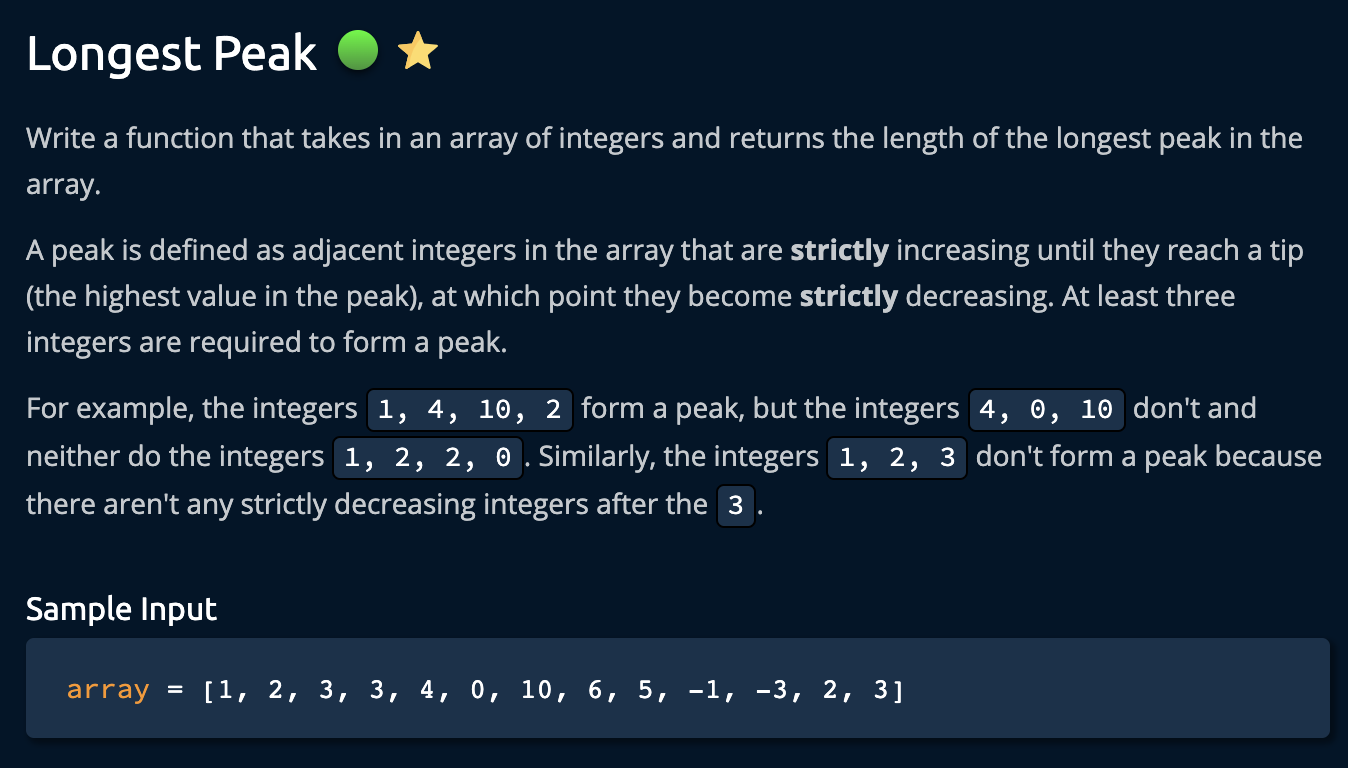 Longest Peak
Write a function that takes in an array of integers and returns the length of the longest peak in the
array.
A peak is defined as adjacent integers in the array that are strictly increasing until they reach a tip
(the highest value in the peak), at which point they become strictly decreasing. At least three
integers are required to form a peak.
For example, the integers 1, 4, 10, 2 form a peak, but the integers 4, 0, 10 don't and
neither do the integers 1, 2, 2, 0. Similarly, the integers 1, 2, 3 don't form a peak because
there aren't any strictly decreasing integers after the 3.
Sample Input
array = [1, 2, 3, 3, 4, 0, 10, 6, 5, -1, -3, 2, 3]